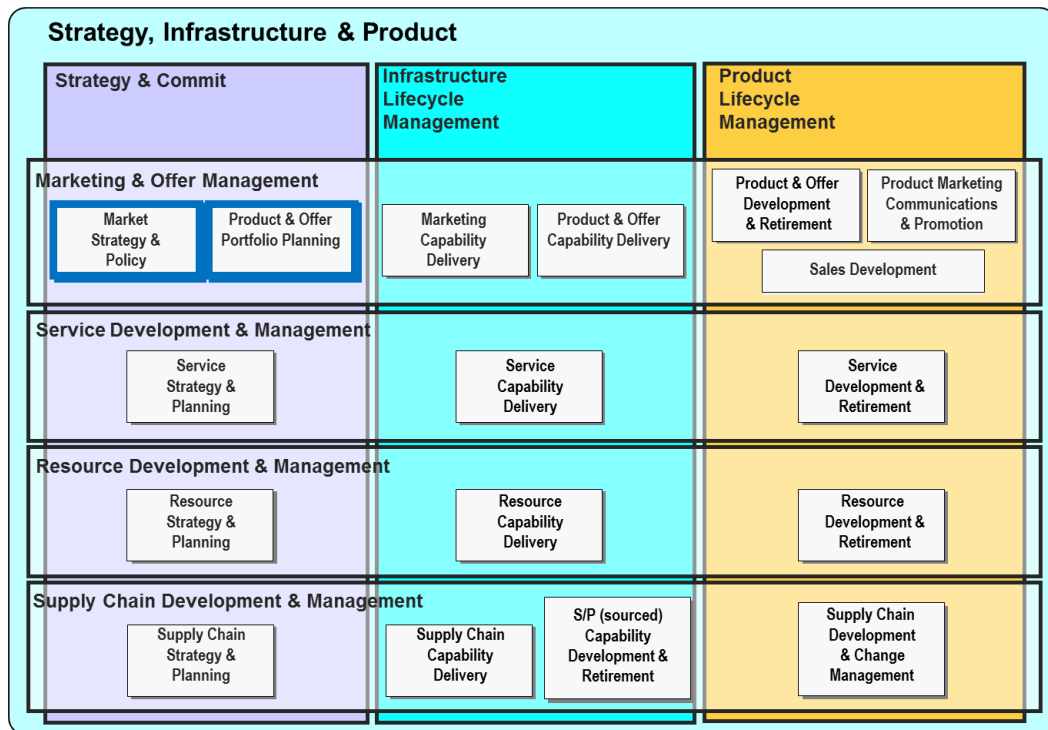 Strategy, Infrastructure & Product
Strategy & Commit
Infrastructure
Lifecycle
Management
Product
Lifecycle
Management
Marketing & Offer Management
Market
Strategy &
Policy
Product & Offer
Portfolio Planning
Marketing
Capability
Delivery
Product & Offer
Capability Delivery
Product & Offer
Development
& Retirement
Product Marketing
Communications
& Promotion
Sales Development
Service Development & Management
Service
Strategy &
Planning
Service
Capability
Delivery
Service
Development &
Retirement
Resource Development & Management
Resource
Strategy &
Planning
Resource
Capability
Delivery
Resource
Development &
Retirement
Supply Chain Development & Management
Supply Chain
Strategy &
Planning
Supply Chain
Capability
Delivery
S/P (sourced)
Capability
Development &
Retirement
Supply Chain
Development
& Change
Management